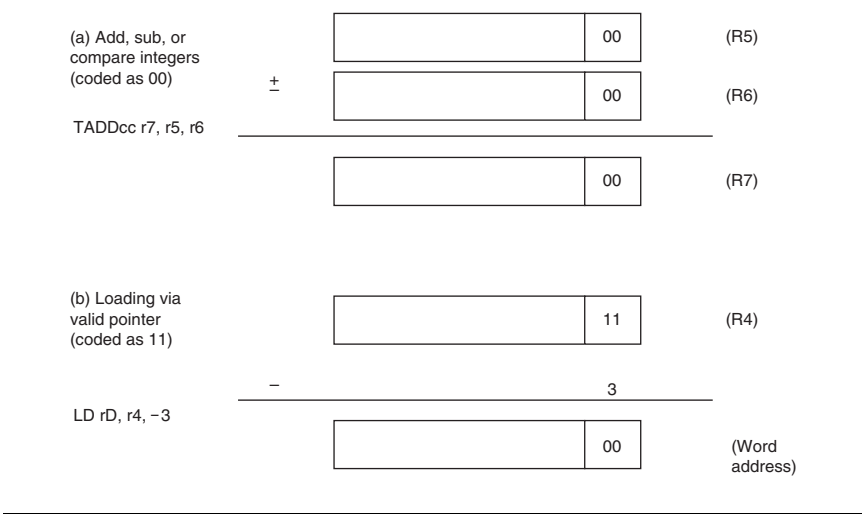 (a) Add, sub, or
compare integers
(coded as 00)
TADDcc r7, r5, r6
00 (R5)
+
00 (R6)
00 (R7)
(b) Loading via
valid pointer
(coded as 11)
LD rD, r4, −3
11 (R4)
− 3
00 (Word
address)